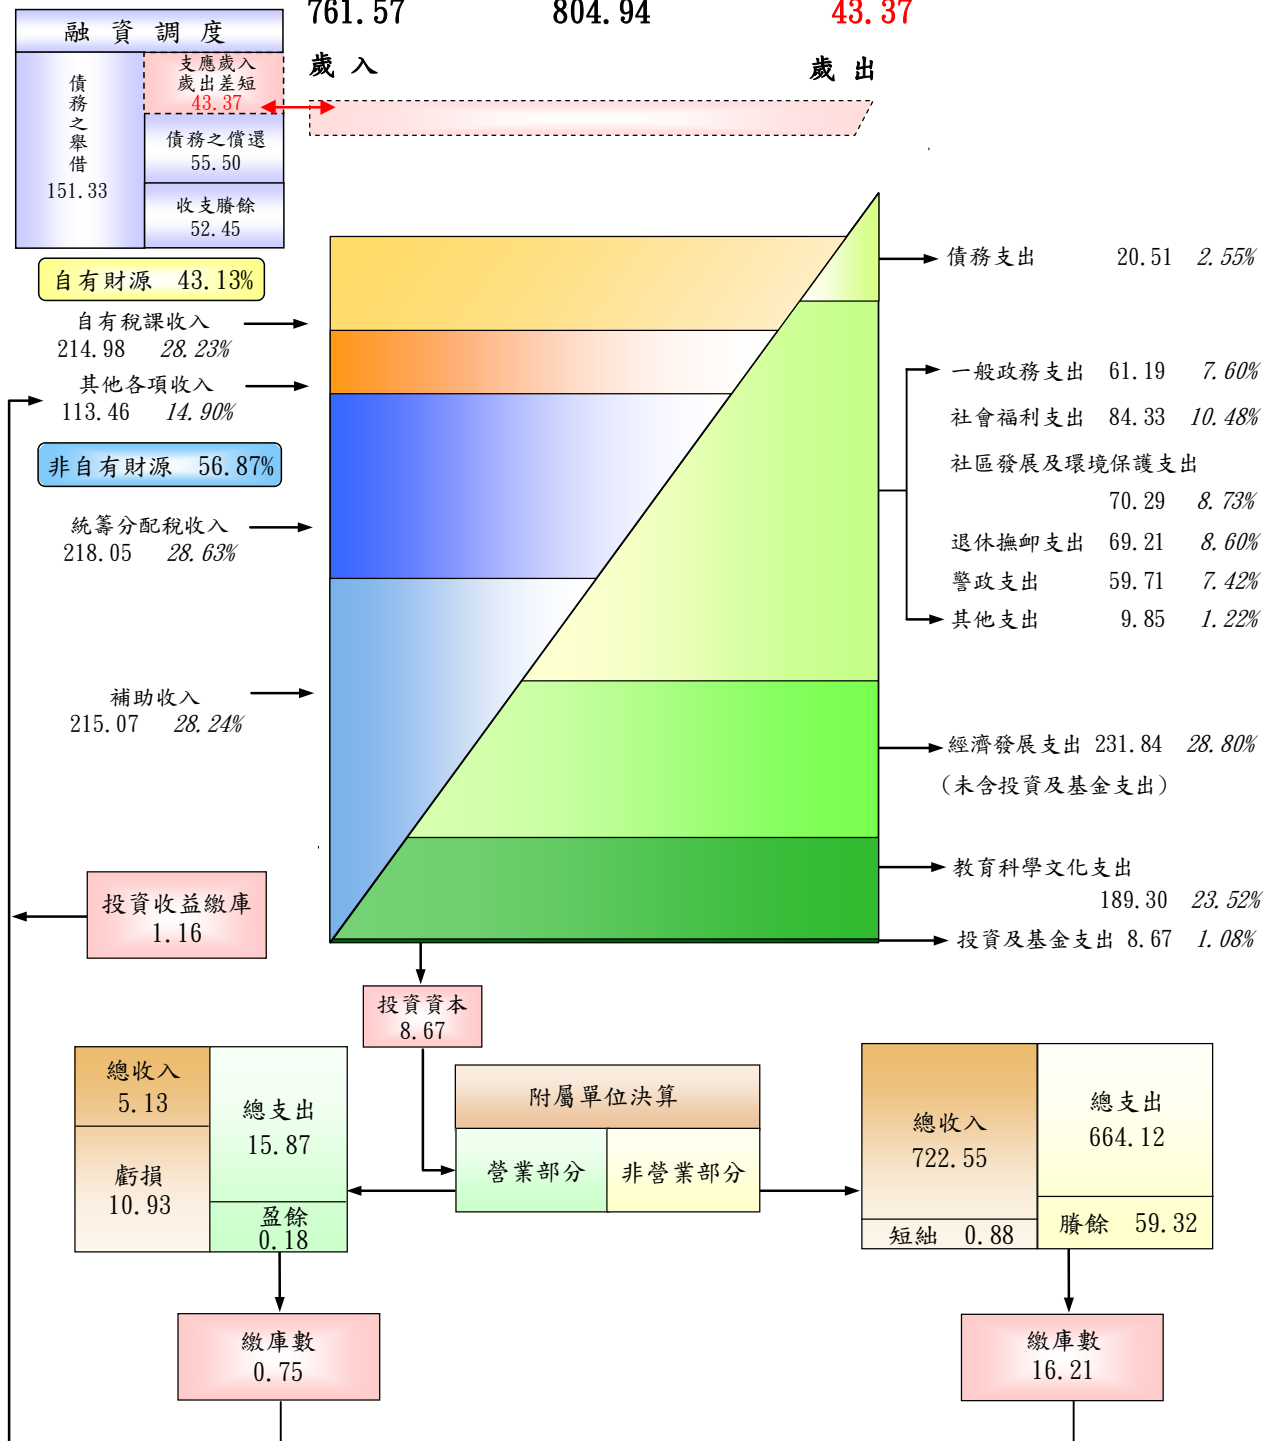 761.57 804.94 43.37
融資調度
歲入 歲出
債務之舉借
151.33
支應歲入
歲出差短
43.37
債務之償還
55.50
收支賸餘
52.45
自有財源 43.13%
自有稅課收入
214.98 28.23%
其他各項收入
113.46 14.90%
非自有財源 56.87%
統籌分配稅收入
218.05 28.63%
補助收入
215.07 28.24%
債務支出 20.51 2.55%
一般政務支出 61.19 7.60%
社會福利支出 84.33 10.48%
社區發展及環境保護支出
70.29 8.73%
退休撫卹支出 69.21 8.60%
警政支出 59.71 7.42%
其他支出 9.85 1.22%
經濟發展支出 231.84 28.80%
(未含投資及基金支出)
教育科學文化支出
189.30 23.52%
投資及基金支出 8.67 1.08%
投資收益繳庫
1.16
投資資本
8.67
總收入
5.13
虧損
10.93
總支出
15.87
盈餘
0.18
附屬單位決算
營業部分 非營業部分
總收入
722.55
短絀 0.88
總支出
664.12
賸餘 59.32
繳庫數
0.75
繳庫數
16.21